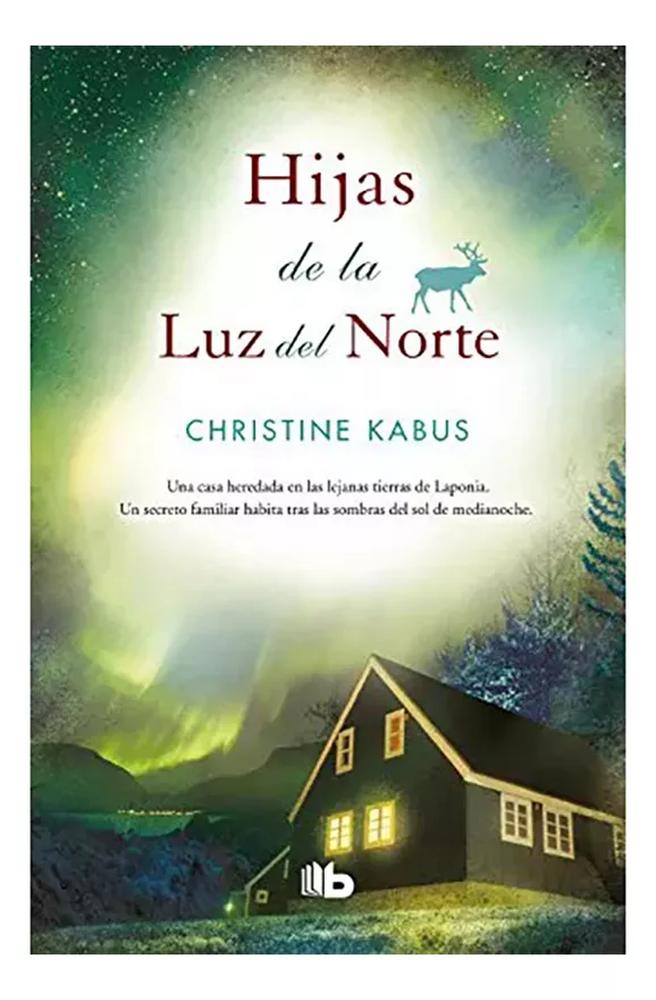 Hijas
de la
Luz del Norte
CHRISTINE KABUS
Una casa heredada en las lejanas tierras de Laponia.
Un secreto familiar habita tras las sombras del sol de medianoche.
b